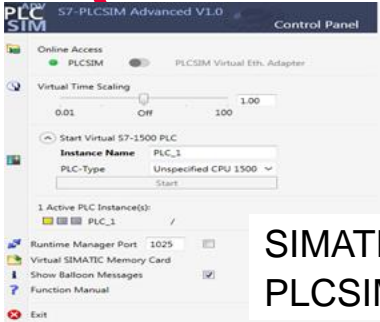 PLC ADV
SIM
S7-PLCSIM Advanced V1.0
Control Panel
Online Access
PLCSIM PLCSIM Virtual Eth. Adapter
Virtual Time Scaling
1.00
0.01 Off 100
Start Virtual S7-1500 PLC
Instance Name PLC_1
PLC-Type Unspecified CPU 1500
Start
1 Active PLC Instance(s):
PLC_1 /
Runtime Manager Port 1025
Virtual SIMATIC Memory Card
Show Balloon Messages
Function Manual
Exit
SIMATI
PLCSIM